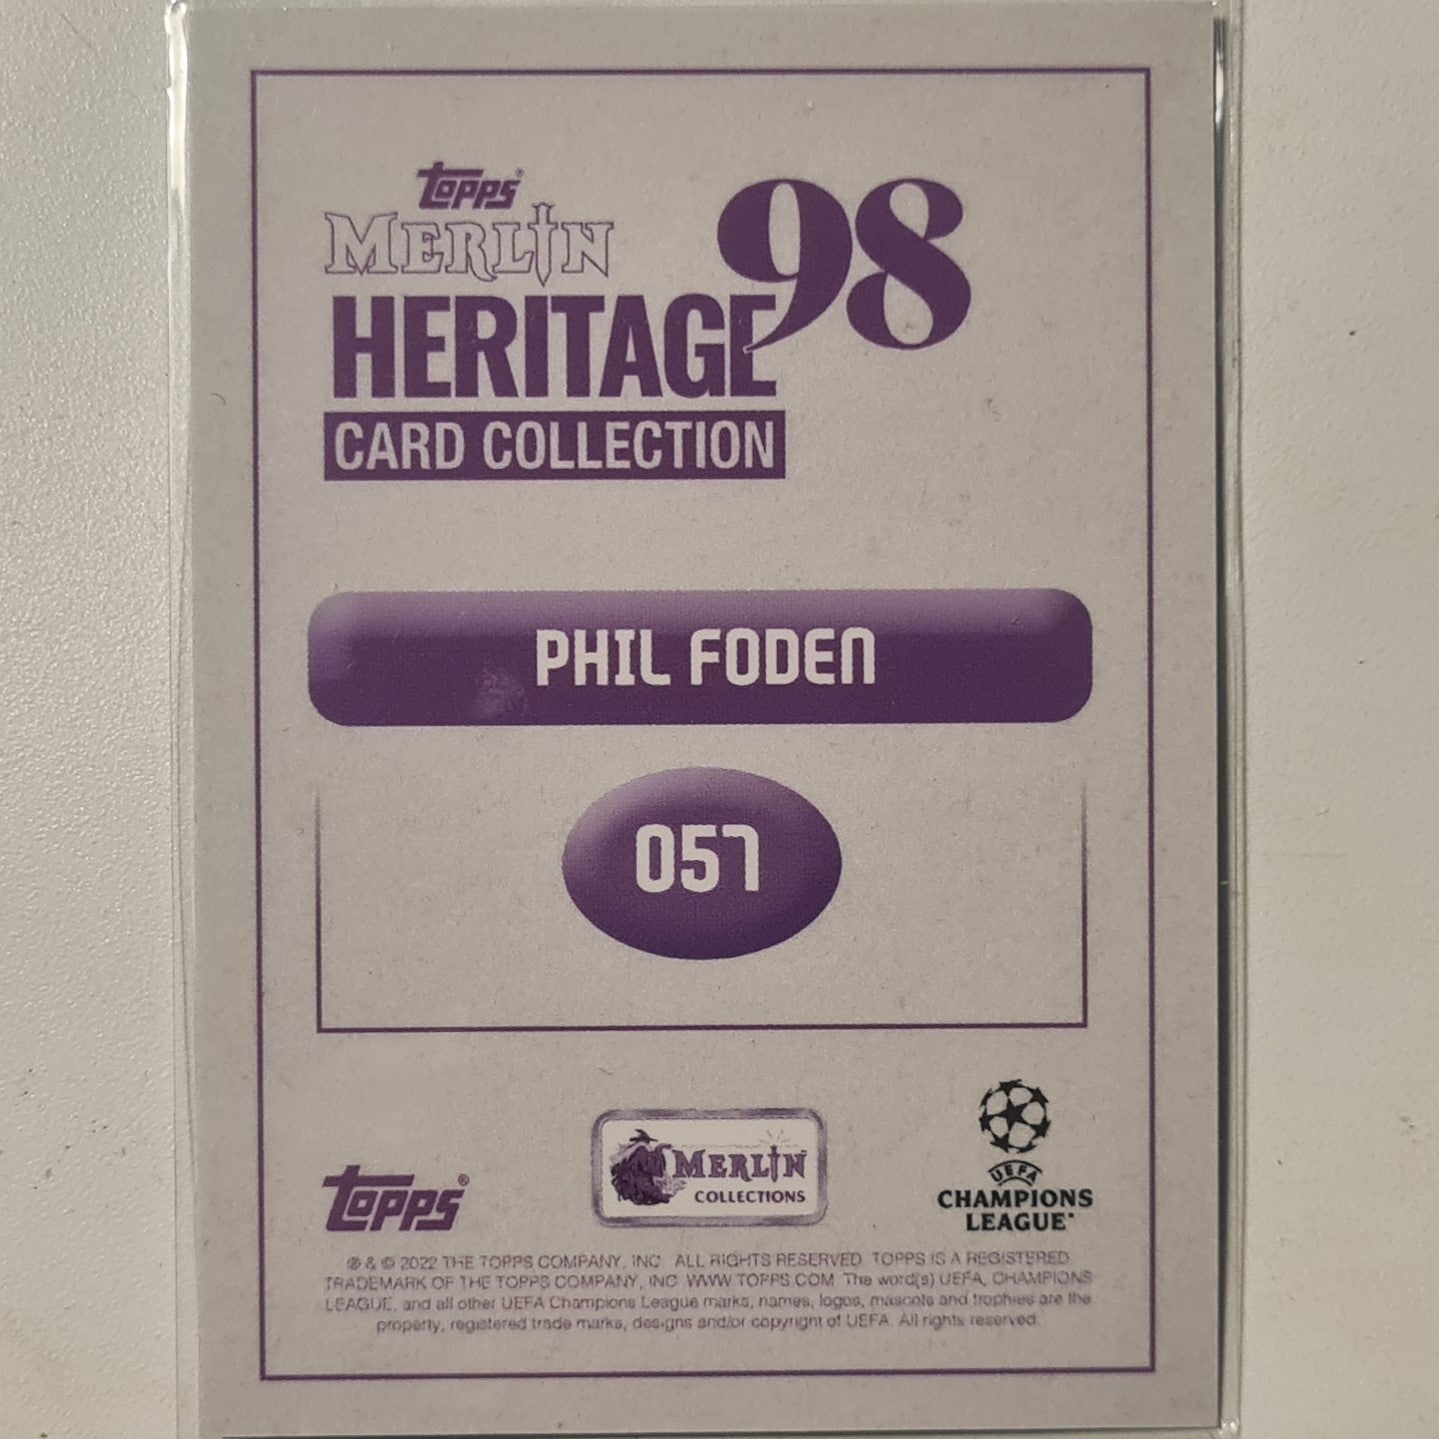 Topps®
MERLIN
HERITAGE 98
CARD COLLECTION
PHIL FODEN
057
Topps®
MERLIN
COLLECTIONS
UEFA
CHAMPIONS
LEAGUE
® & © 2022 THE TOPPS COMPANY, INC ALL RIGHTS RESERVED TOPPS IS A REGISTERED
TRADEMARK OF THE TOPPS COMPANY, INC WWW.TOPPS.COM The word(s) UEFA, CHAMPIONS
LEAGUE, and all other UEFA Champions League marks, names, logos, mascots and trophies are the
property, registered trade marks, designs and/or copyright of UEFA. All rights reserved.